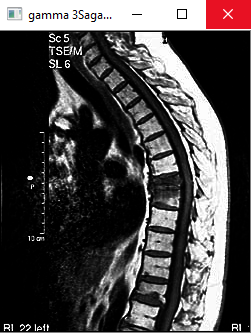 gamma 3Saga...
Sc 5
TSE/M
SL 6
P
10 cm
RL 22 left
RL